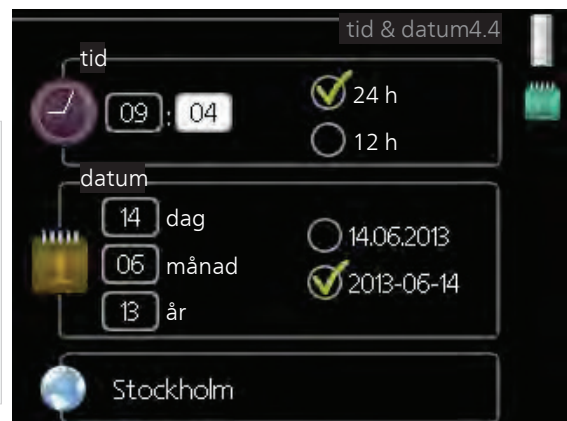 tid & datum4.4
tid
09 : 04
24 h
12 h
datum
14 dag
06 månad
13 år
14.06.2013
2013-06-14
Stockholm